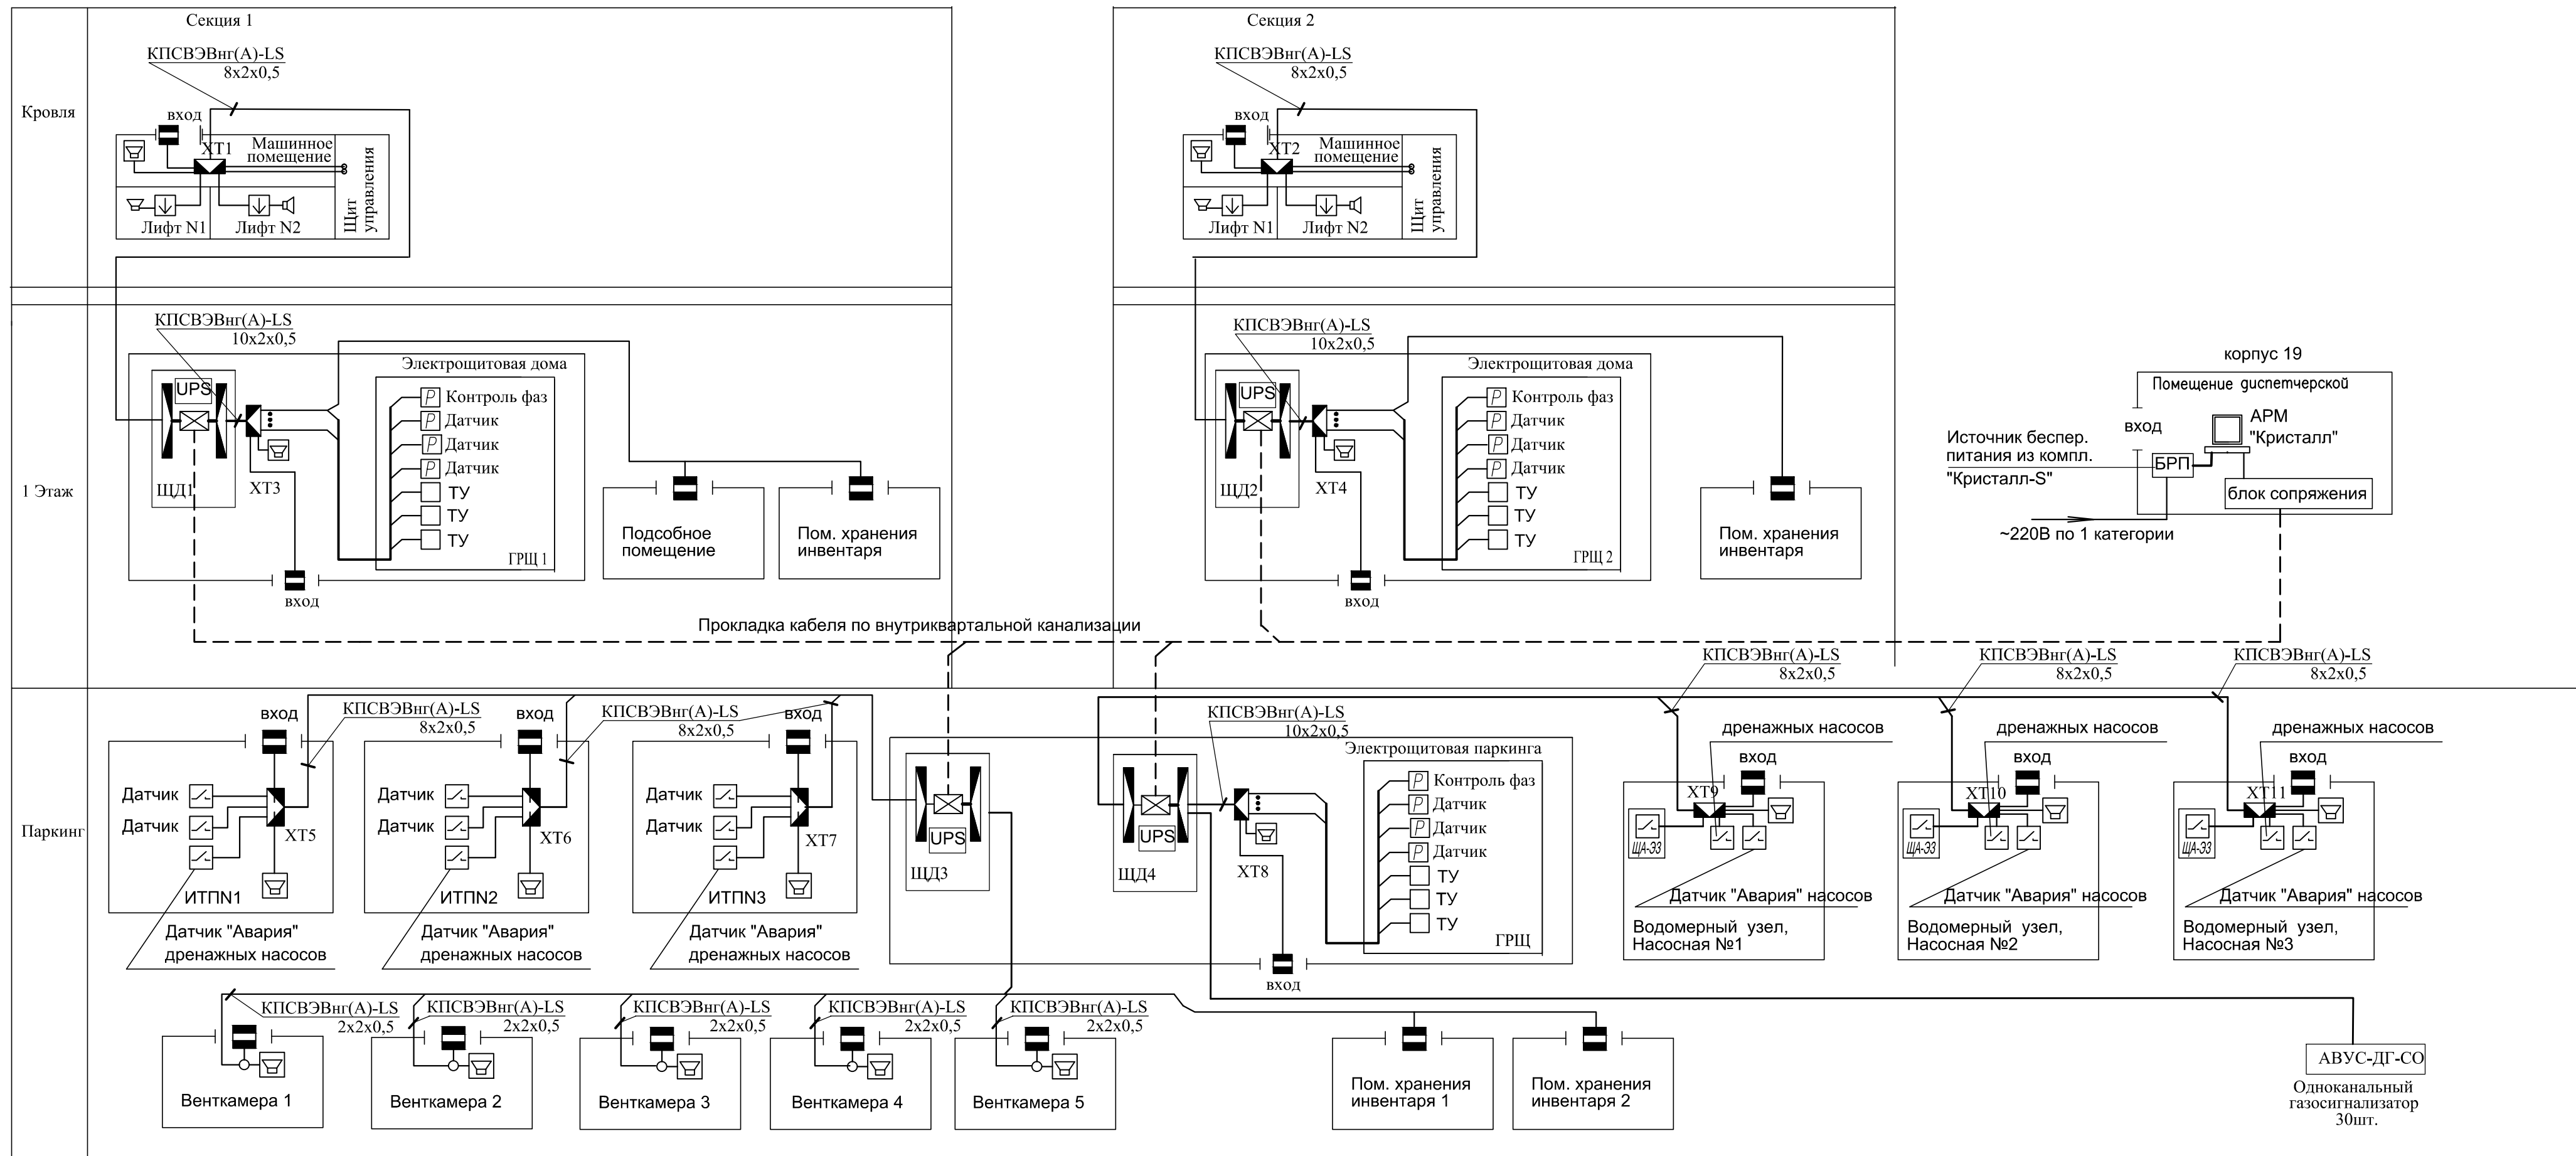 Секция 1
Секция 2
Кровля
КПСВЭВнг(А)-LS
8х2х0,5
вход
ХТ1
Машинное
помещение
Щит
управления
Лифт N1
Лифт N2
КПСВЭВнг(А)-LS
8х2х0,5
вход
ХТ2
Машинное
помещение
Щит
управления
Лифт N1
Лифт N2
1 Этаж
КПСВЭВнг(А)-LS
10х2х0,5
Электрощитовая дома
UPS
ЩД1
ХТ3
Контроль фаз
Датчик
Датчик
Датчик
ТУ
ТУ
ТУ
ГРЩ 1
вход
Подсобное
помещение
Пом. хранения
инвентаря
КПСВЭВнг(А)-LS
10х2х0,5
Электрощитовая дома
UPS
ЩД2
ХТ4
Контроль фаз
Датчик
Датчик
Датчик
ТУ
ТУ
ТУ
ГРЩ 2
вход
Пом. хранения
инвентаря
корпус 19
Помещение диспетчерской
вход
АРМ
"Кристалл"
Источник беспер.
питания из компл.
"Кристалл-S"
БРП
блок сопряжения
~220В по 1 категории
Прокладка кабеля по внутриквартальной канализации
Паркинг
вход
КПСВЭВнг(А)-LS
8х2х0,5
Датчик
Датчик
ХТ5
ИТПN1
Датчик "Авария"
дренажных насосов
вход
КПСВЭВнг(А)-LS
8х2х0,5
Датчик
Датчик
ХТ6
ИТПN2
Датчик "Авария"
дренажных насосов
вход
Датчик
Датчик
ХТ7
ИТПN3
Датчик "Авария"
дренажных насосов
UPS
ЩД3
КПСВЭВнг(А)-LS
10х2х0,5
Электрощитовая паркинга
UPS
ЩД4
ХТ8
P Контроль фаз
P Датчик
P Датчик
P Датчик
ТУ
ТУ
ТУ
ГРЩ
вход
КПСВЭВнг(А)-LS
8х2х0,5
дренажных насосов
вход
ХТ9
ЩА-ЭЗ
Датчик "Авария" насосов
Водомерный узел,
Насосная №1
КПСВЭВнг(А)-LS
8х2х0,5
дренажных насосов
вход
ХТ10
ЩА-ЭЗ
Датчик "Авария" насосов
Водомерный узел,
Насосная №2
КПСВЭВнг(А)-LS
8х2х0,5
дренажных насосов
вход
ХТ11
ЩА-ЭЗ
Датчик "Авария" насосов
Водомерный узел,
Насосная №3
КПСВЭВнг(А)-LS
2х2х0,5
Венткамера 1
КПСВЭВнг(А)-LS
2х2х0,5
Венткамера 2
КПСВЭВнг(А)-LS
2х2х0,5
Венткамера 3
КПСВЭВнг(А)-LS
2х2х0,5
Венткамера 4
КПСВЭВнг(А)-LS
2х2х0,5
Венткамера 5
Пом. хранения
инвентаря 1
Пом. хранения
инвентаря 2
АВУС-ДГ-СО
Одноканальный
газосигнализатор
30шт.